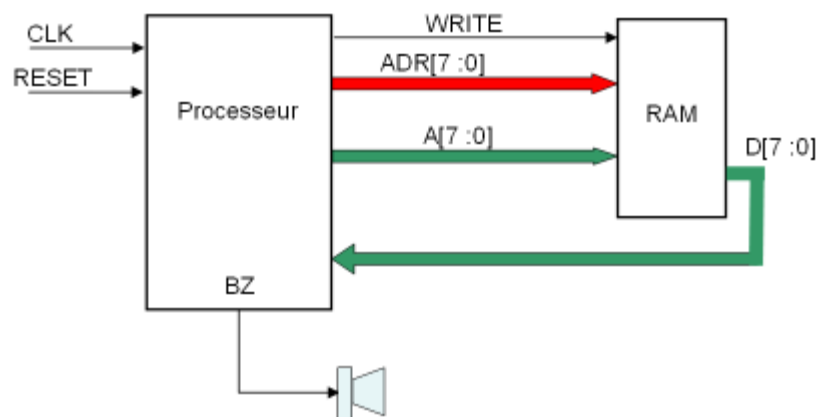 CLK
WRITE
RESET
ADR[7 :0]
Processeur
RAM
A[7 :0]
D[7 :0]
BZ